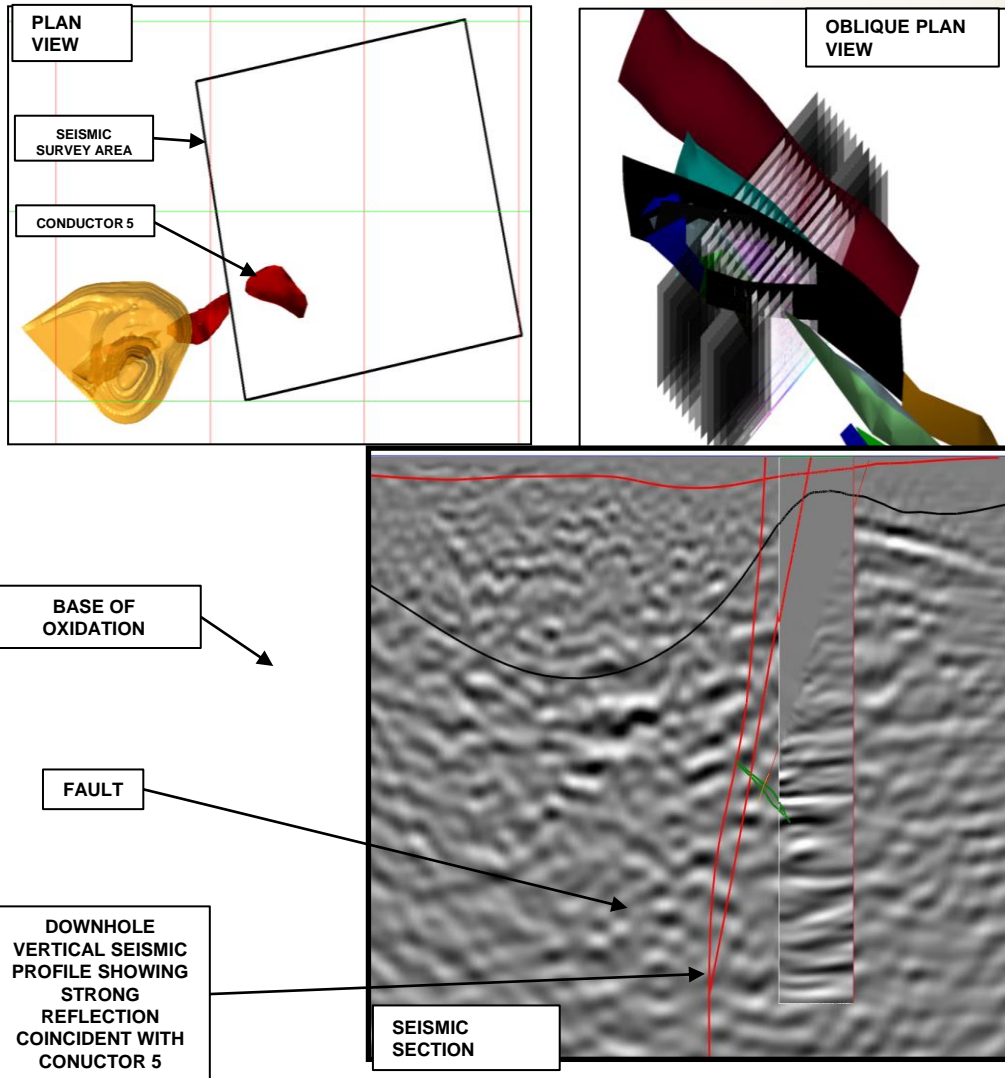 PLAN
VIEW
SEISMIC
SURVEY AREA
CONDUCTOR 5
OBLIQUE PLAN
VIEW
BASE OF
OXIDATION
FAULT
DOWNHOLE
VERTICAL SEISMIC
PROFILE SHOWING
STRONG
REFLECTION
COINCIDENT WITH
CONUCTOR 5
SEISMIC
SECTION